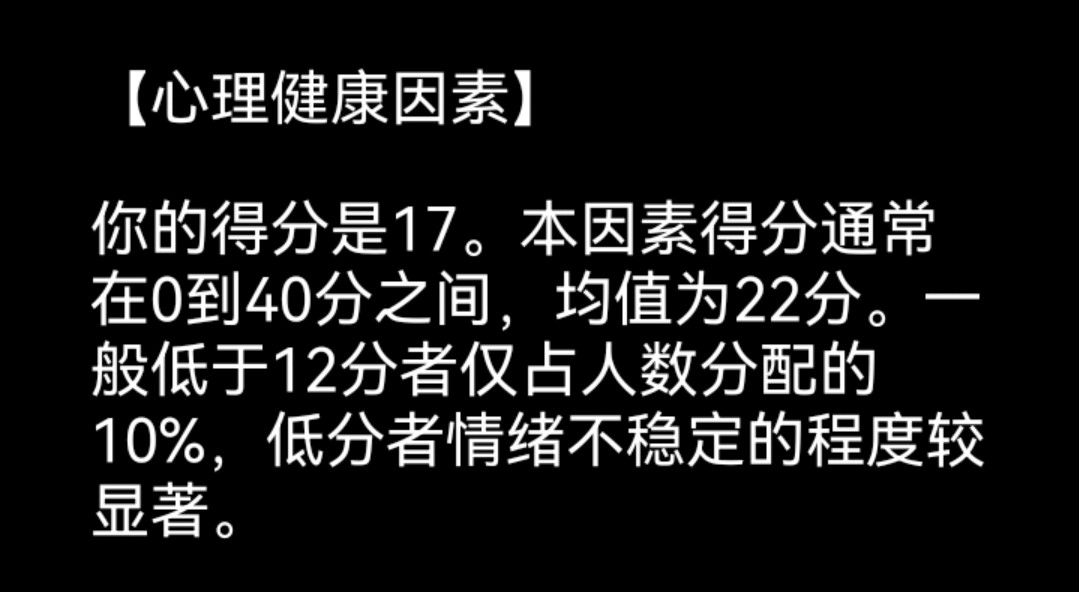 【心理健康因素】
你的得分是17。本因素得分通常
在0到40分之间，均值为22分。一
般低于12分者仅占人数分配的
10%，低分者情绪不稳定的程度较
显著。